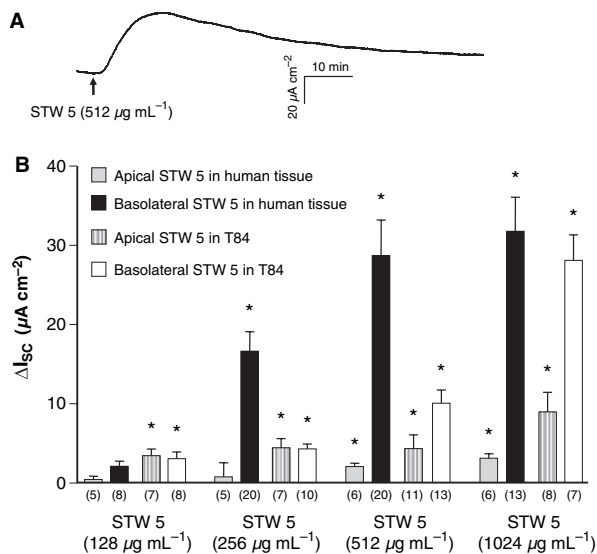 A
10 min
20 µA cm⁻²
STW 5 (512 µg mL⁻¹)
B
40
30
20
10
0
ΔI_SC (µA cm⁻²)
Apical STW 5 in human tissue
Basolateral STW 5 in human tissue
Apical STW 5 in T84
Basolateral STW 5 in T84
* * * * * * * * * * * *
(5) (8) (7) (8) (5) (20) (7) (10) (6) (20) (11) (13) (6) (13) (8) (7)
STW 5 STW 5 STW 5 STW 5
(128 µg mL⁻¹) (256 µg mL⁻¹) (512 µg mL⁻¹) (1024 µg mL⁻¹)